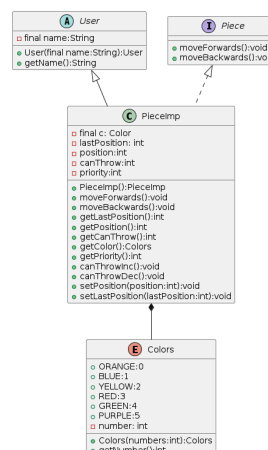 A User
final name:String
User(final name:String):User
getName():String
I Piece
moveForwards():void
moveBackwards():vo
C PieceImp
final c: Color
lastPosition: int
position:int
canThrow:int
priority:int
PieceImp():PieceImp
moveForwards():void
moveBackwards():void
getLastPosition():int
getPosition():int
getCanThrow():int
getColor():Colors
getPriority():int
canThrowInc():void
canThrowDec():void
setPosition(position:int):void
setLastPosition(lastPosition:int):void
E Colors
ORANGE:0
BLUE:1
YELLOW:2
RED:3
GREEN:4
PURPLE:5
number: int
Colors(numbers:int):Colors
getNumber():int